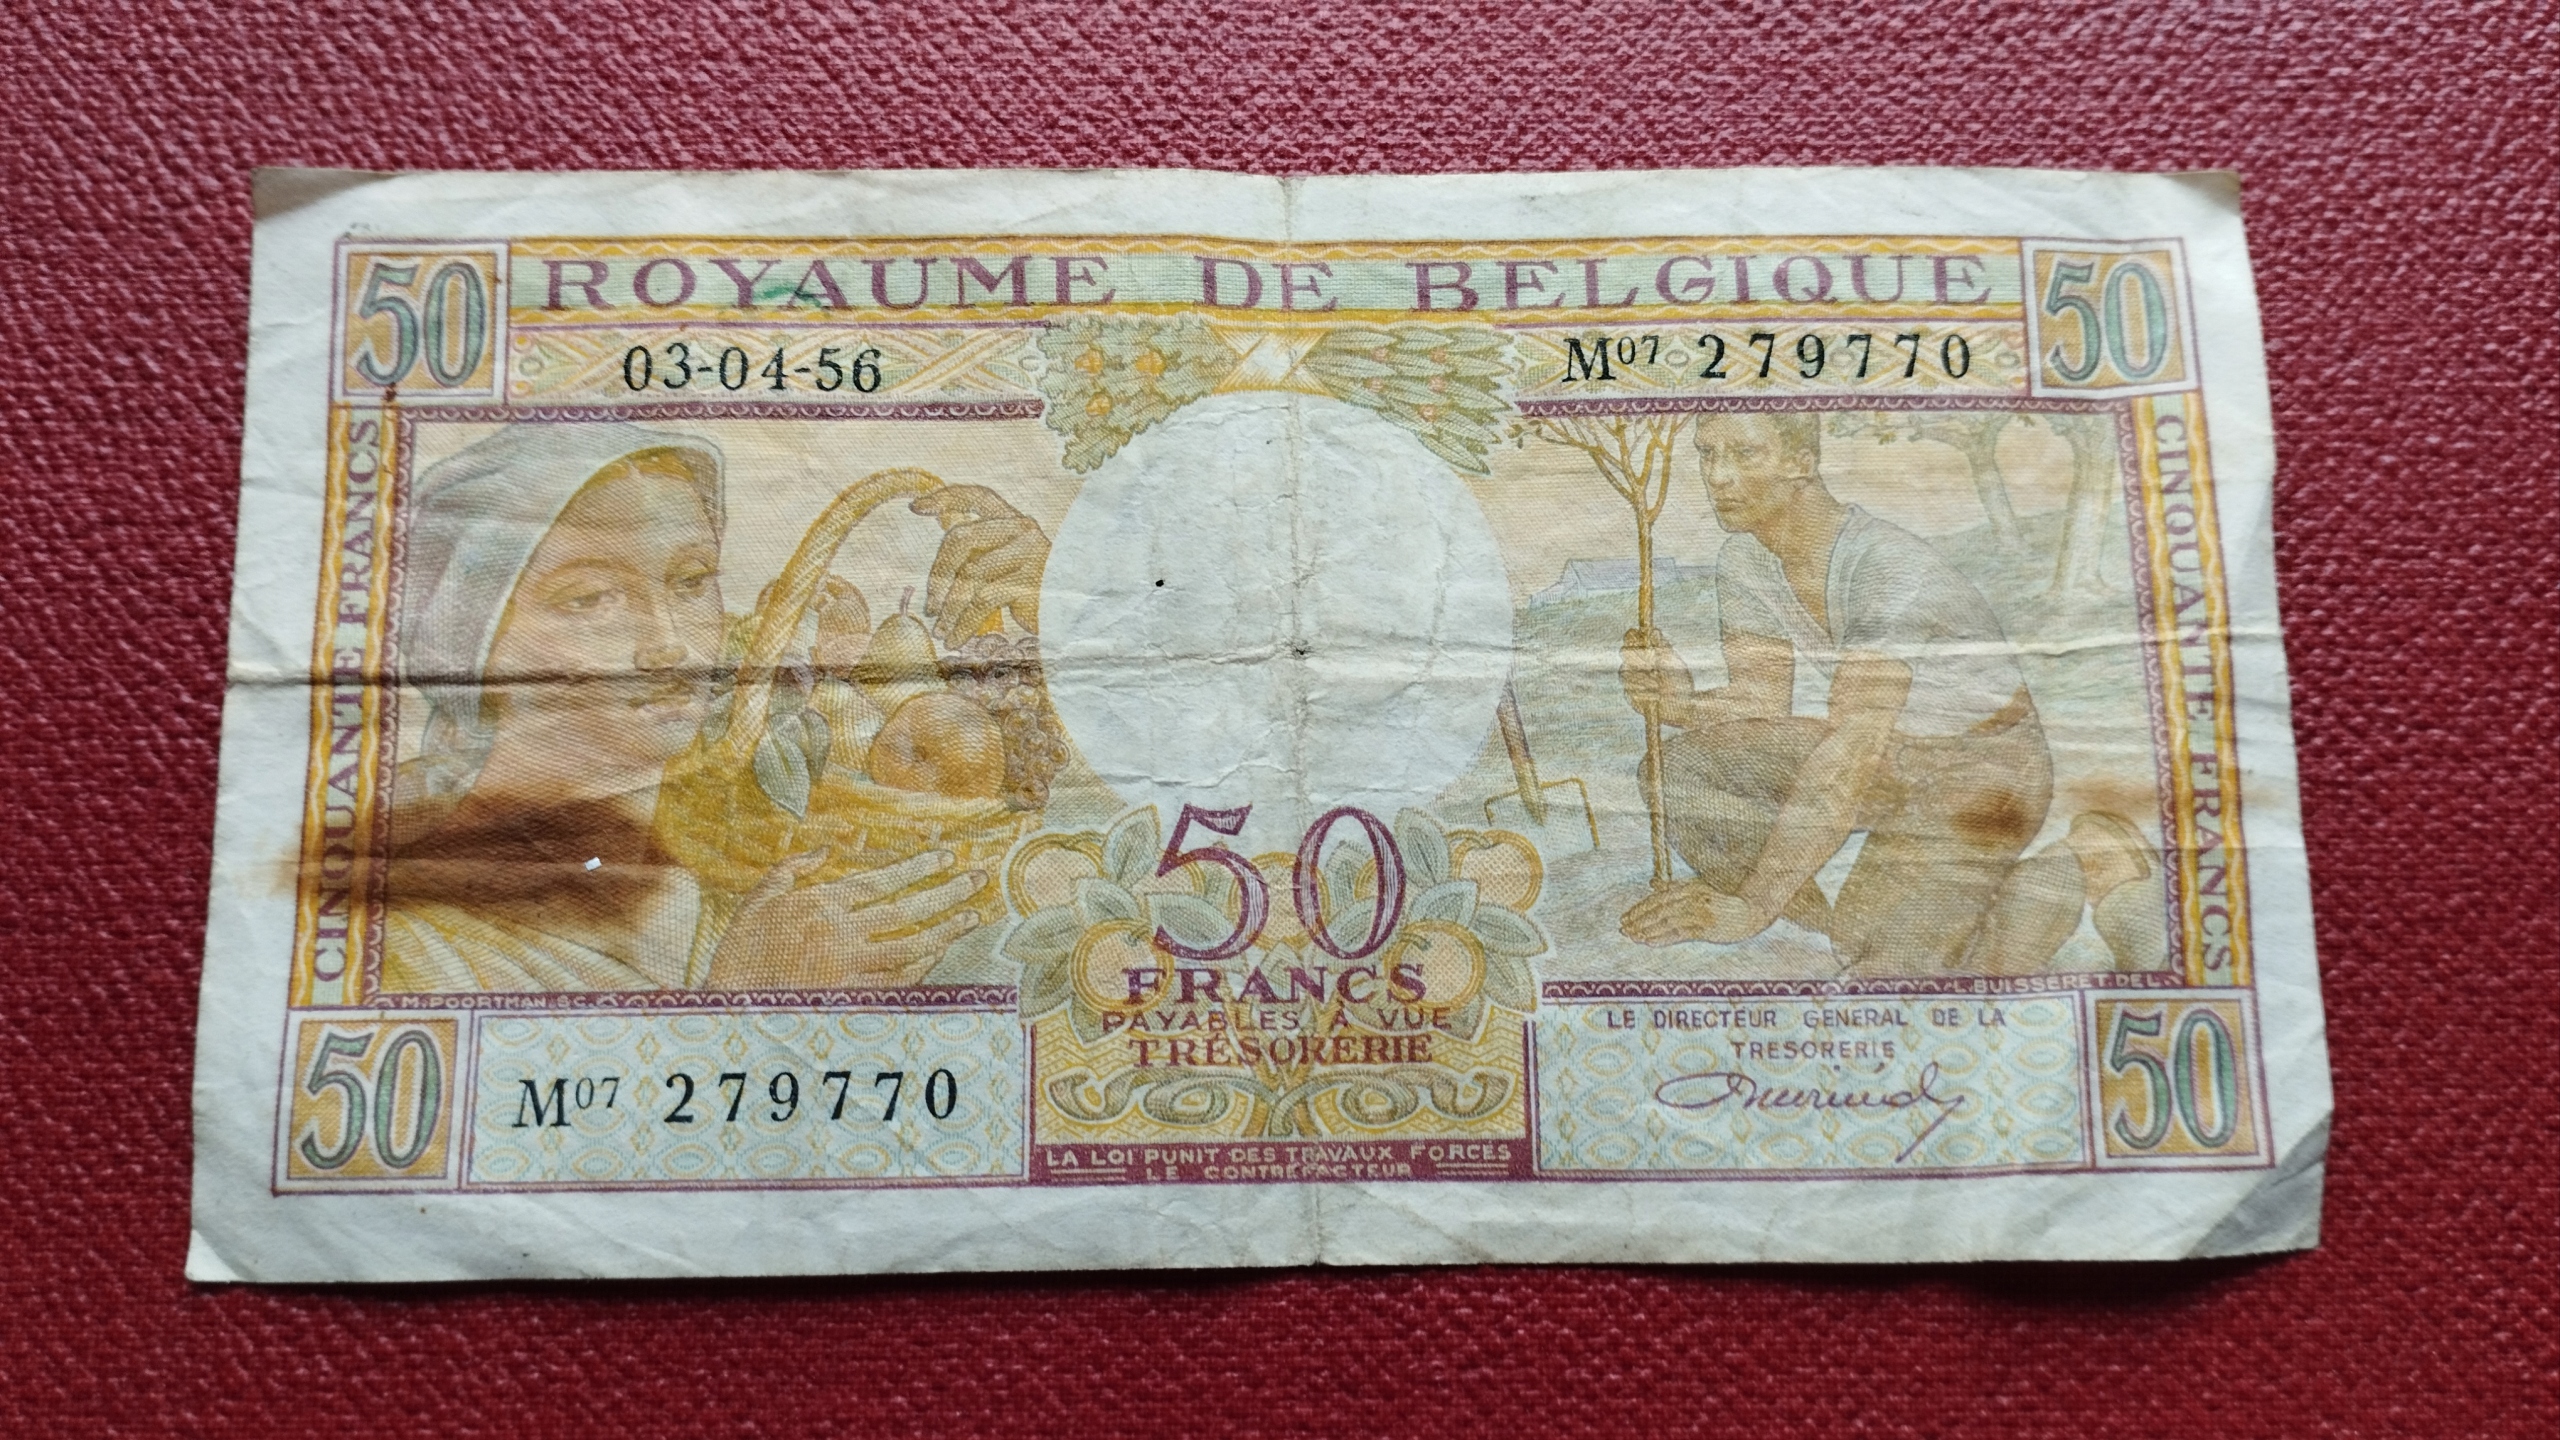 50 ROYAUME DE BELGIQUE 50
03-04-56 M07 279770
CINQUANTE FRANCS
CINQUANTE FRANCS
50
FRANCS
PAYABLES A VUE
TRÉSORERIE
M. POORTMAN. SC.
L. BUISSERET. DEL.
50 M07 279770
LE DIRECTEUR GENERAL DE LA
TRESORERIE
50
LA LOI PUNIT DES TRAVAUX FORCES
LE CONTREFACTEUR